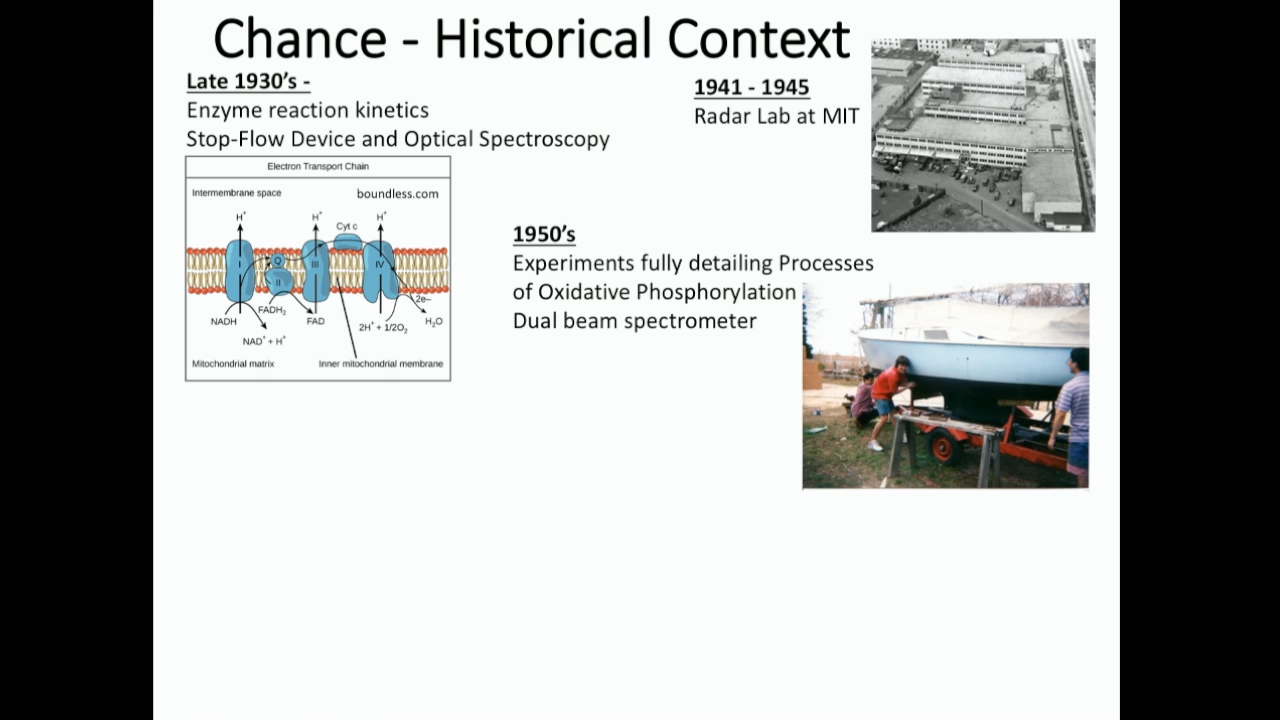 Chance - Historical Context
Late 1930's -
Enzyme reaction kinetics
Stop-Flow Device and Optical Spectroscopy
1941 - 1945
Radar Lab at MIT
Electron Transport Chain
Intermembrane space
boundless.com
H⁺
H⁺
H⁺
Cyt c
I
Q
II
III
IV
FADH₂
2e–
NADH
FAD
2H⁺ + 1/2O₂
H₂O
NAD⁺ + H⁺
Mitochondrial matrix
Inner mitochondrial membrane
1950's
Experiments fully detailing Processes
of Oxidative Phosphorylation
Dual beam spectrometer